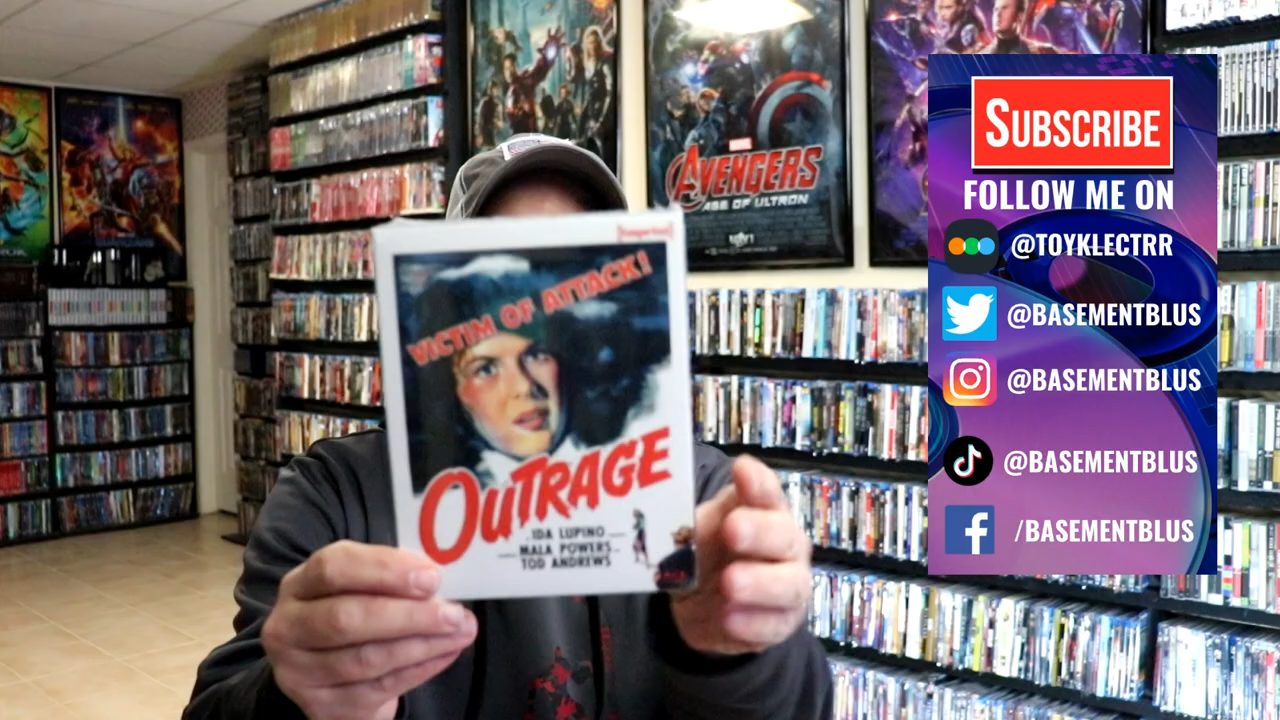 VICTIM OF ATTACK!
OUTRAGE
IDA LUPINO
MALA POWERS
TOD ANDREWS
MARVEL
AVENGERS
AGE OF ULTRON
SUBSCRIBE
FOLLOW ME ON
@TOYKLECTRR
@BASEMENTBLUS
@BASEMENTBLUS
@BASEMENTBLUS
/BASEMENTBLUS